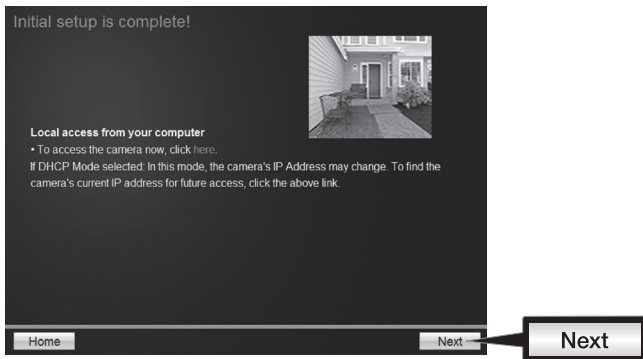 Initial setup is complete!
Local access from your computer
• To access the camera now, click here.
If DHCP Mode selected: In this mode, the camera's IP Address may change. To find the
camera's current IP address for future access, click the above link.
Home
Next
Next